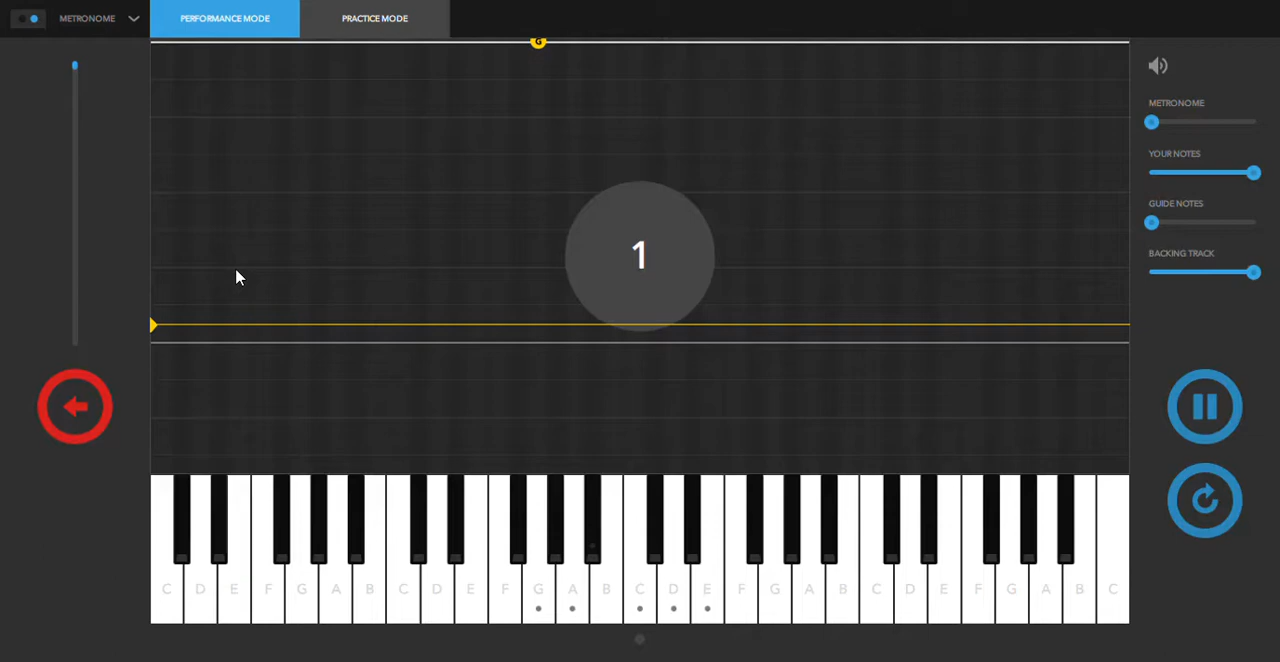 METRONOME
PERFORMANCE MODE
PRACTICE MODE
G
METRONOME
YOUR NOTES
GUIDE NOTES
BACKING TRACK
1
C D E F G A B C D E F G A B C D E F G A B C D E F G A B C